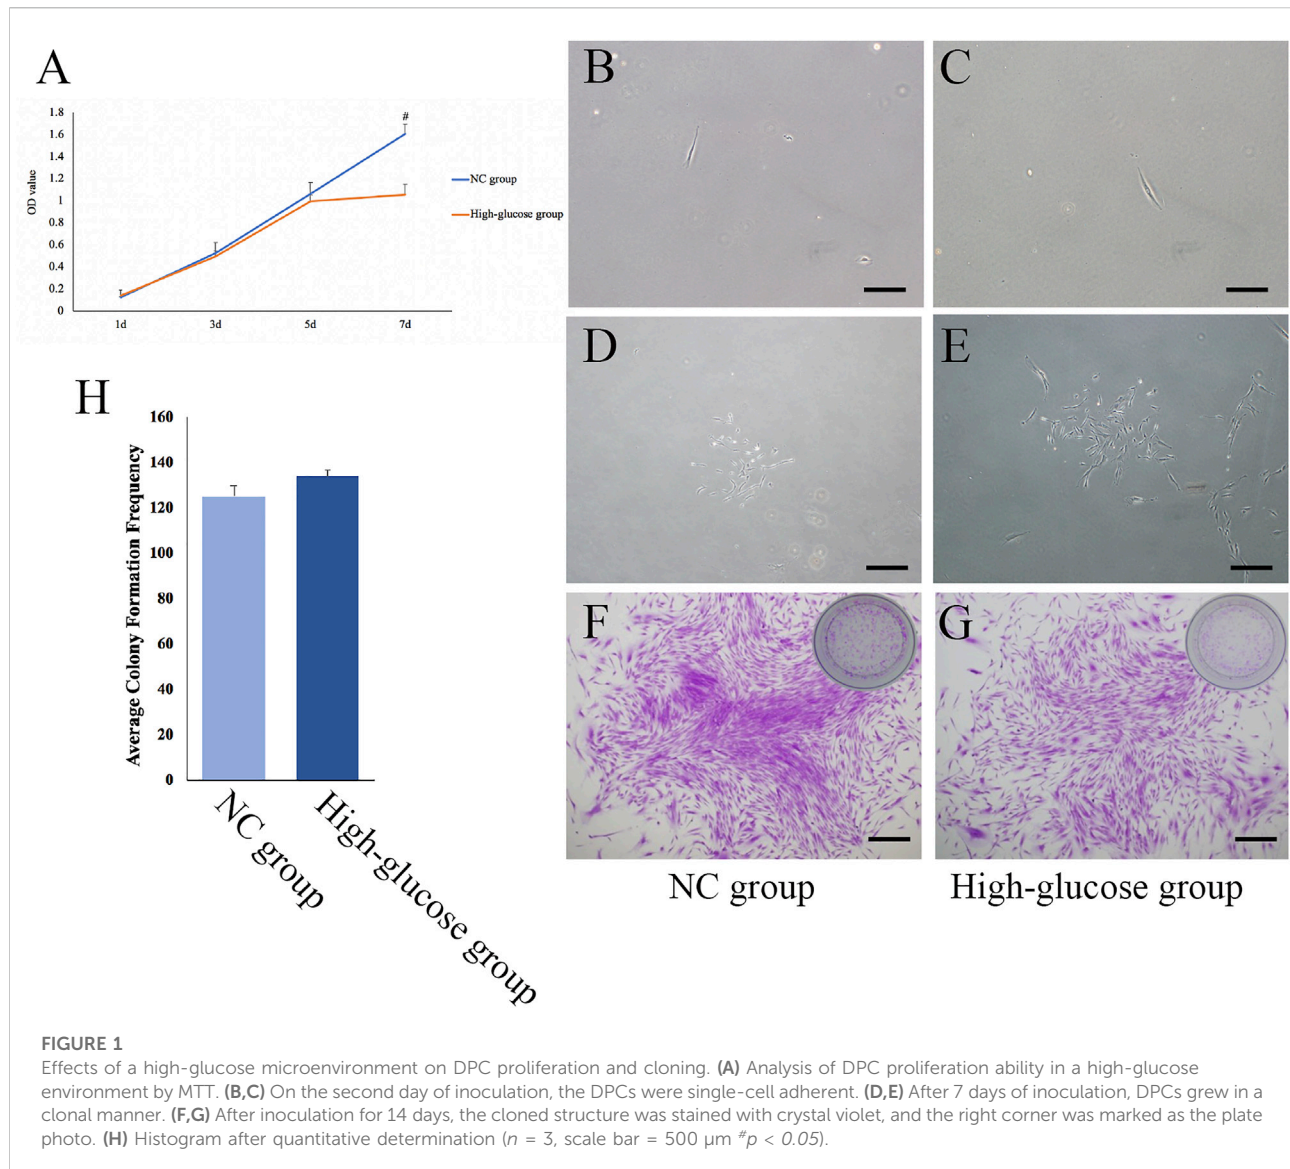 A
1.8
1.6
1.4
1.2
1
0.8
0.6
0.4
0.2
0
OD value
1d
3d
5d
7d
#
NC group
High-glucose group
B
C
D
E
F
G
NC group
High-glucose group
H
Average Colony Formation Frequency
160
140
120
100
80
60
40
20
0
NC group
High-glucose group
FIGURE 1
Effects of a high-glucose microenvironment on DPC proliferation and cloning. (A) Analysis of DPC proliferation ability in a high-glucose
environment by MTT. (B,C) On the second day of inoculation, the DPCs were single-cell adherent. (D,E) After 7 days of inoculation, DPCs grew in a
clonal manner. (F,G) After inoculation for 14 days, the cloned structure was stained with crystal violet, and the right corner was marked as the plate
photo. (H) Histogram after quantitative determination (n = 3, scale bar = 500 µm #p < 0.05).